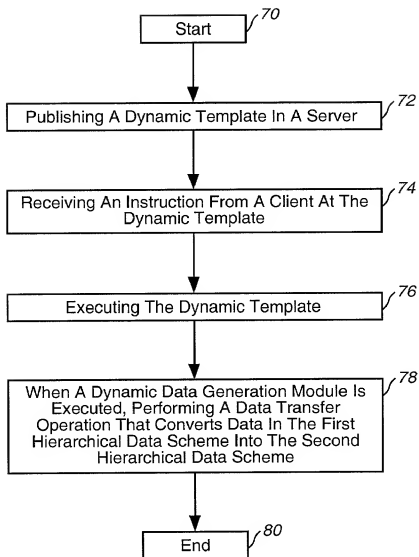 70
Start
72
Publishing A Dynamic Template In A Server
74
Receiving An Instruction From A Client At The
Dynamic Template
76
Executing The Dynamic Template
78
When A Dynamic Data Generation Module Is
Executed, Performing A Data Transfer
Operation That Converts Data In The First
Hierarchical Data Scheme Into The Second
Hierarchical Data Scheme
80
End